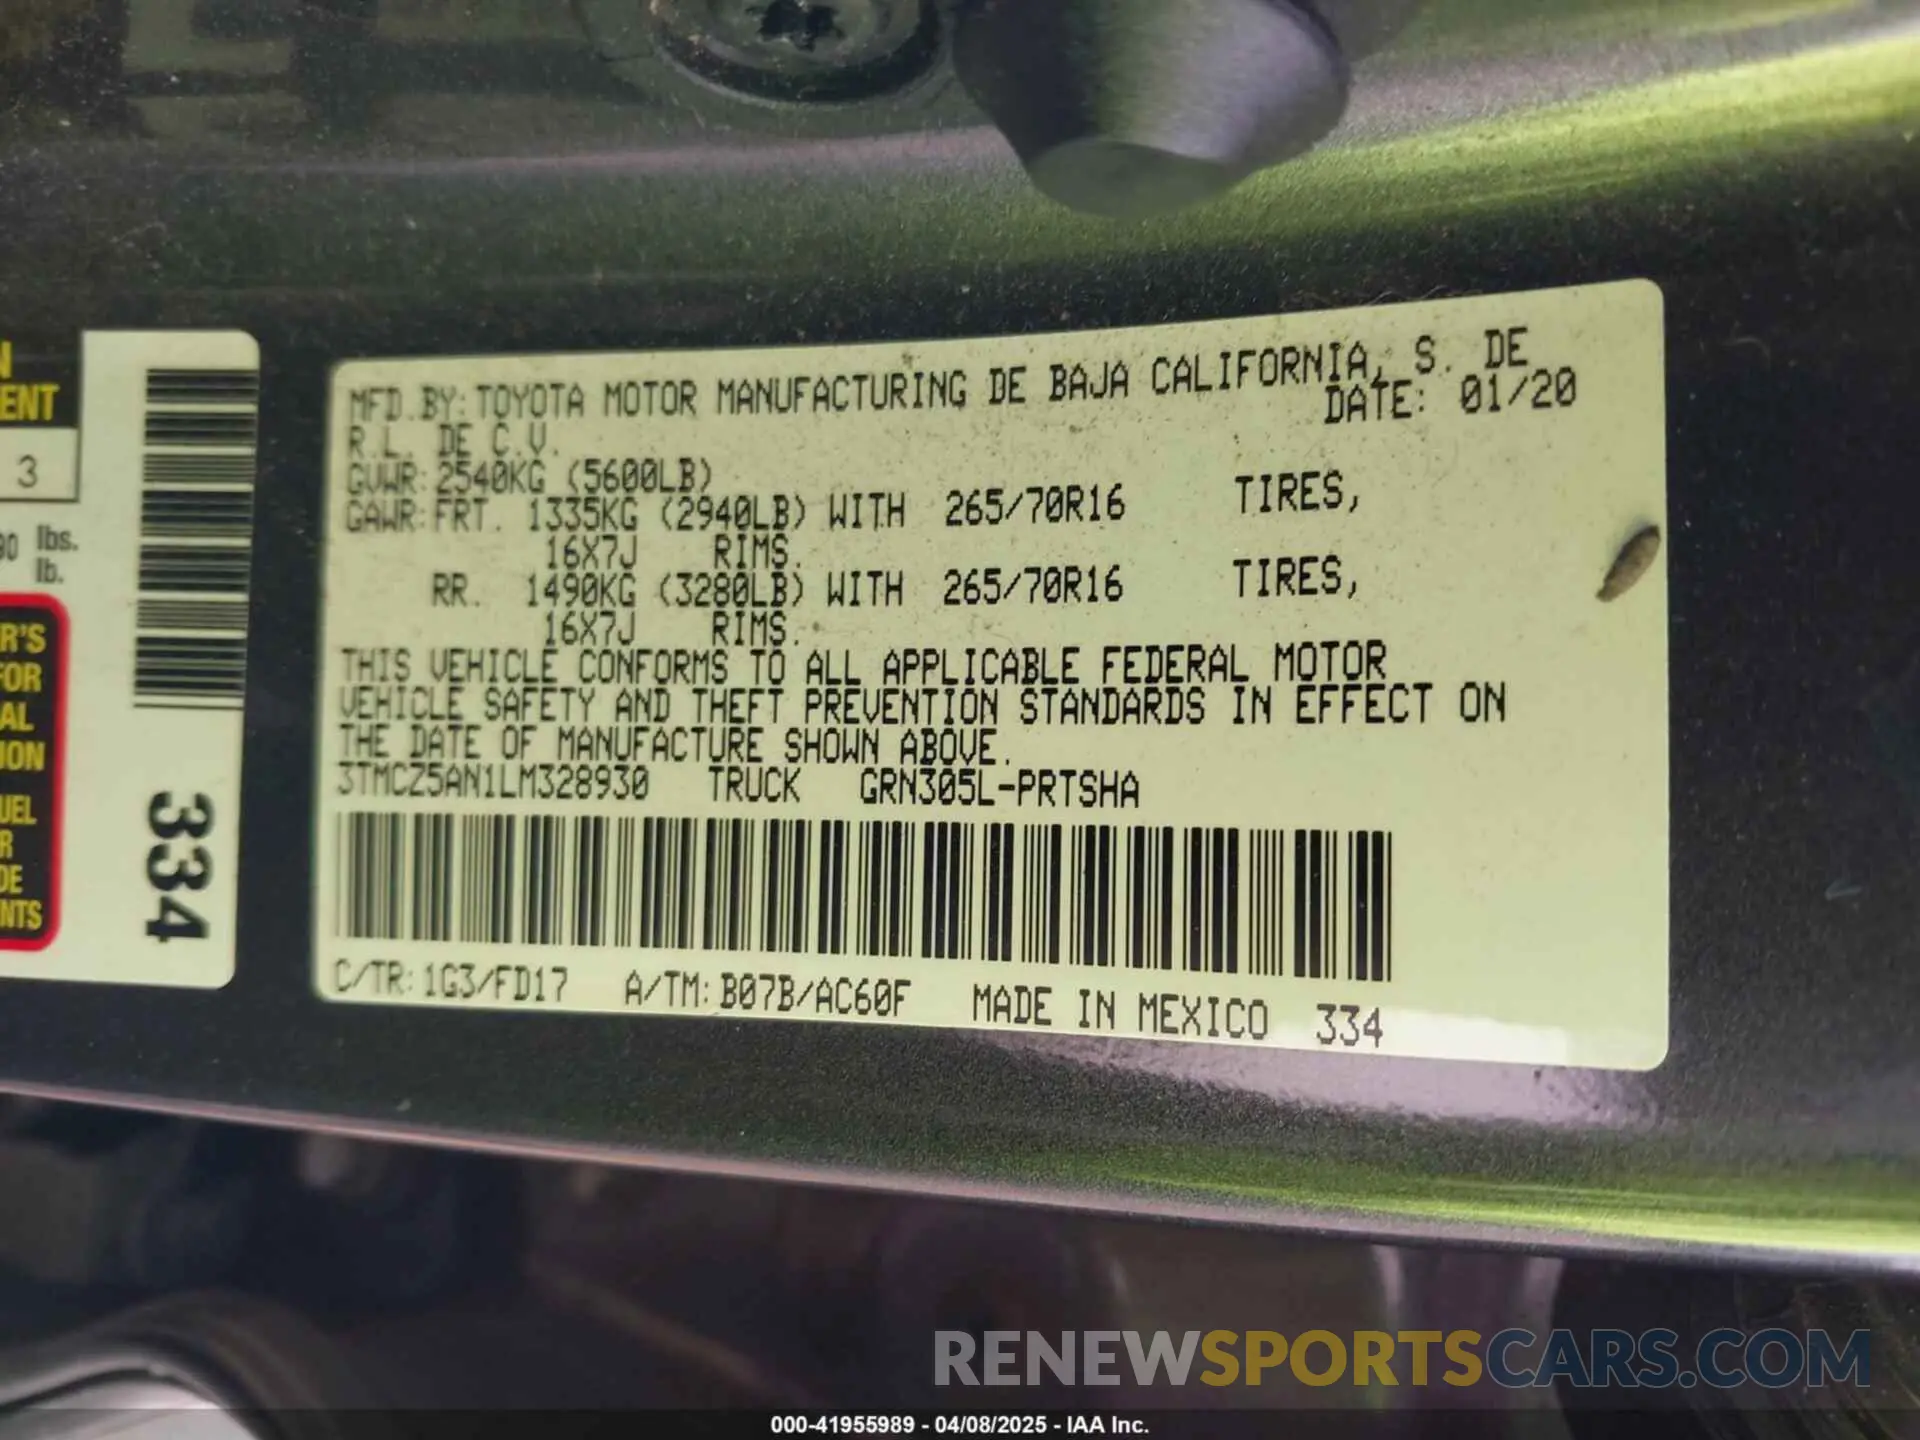 MFD.BY:TOYOTA MOTOR MANUFACTURING DE BAJA CALIFORNIA, S. DE
R.L. DE C.V. DATE: 01/20
GVWR:2540KG (5600LB)
GAWR:FRT. 1335KG (2940LB) WITH 265/70R16 TIRES,
16X7J RIMS.
RR. 1490KG (3280LB) WITH 265/70R16 TIRES,
16X7J RIMS.
THIS VEHICLE CONFORMS TO ALL APPLICABLE FEDERAL MOTOR
VEHICLE SAFETY AND THEFT PREVENTION STANDARDS IN EFFECT ON
THE DATE OF MANUFACTURE SHOWN ABOVE.
3TMCZ5AN1LM328930 TRUCK GRN305L-PRTSHA
C/TR:1G3/FD17 A/TM:B07B/AC60F MADE IN MEXICO 334
3
lbs.
lb.
334
RENEWSPORTSCARS.COM
000-41955989 - 04/08/2025 - IAA Inc.